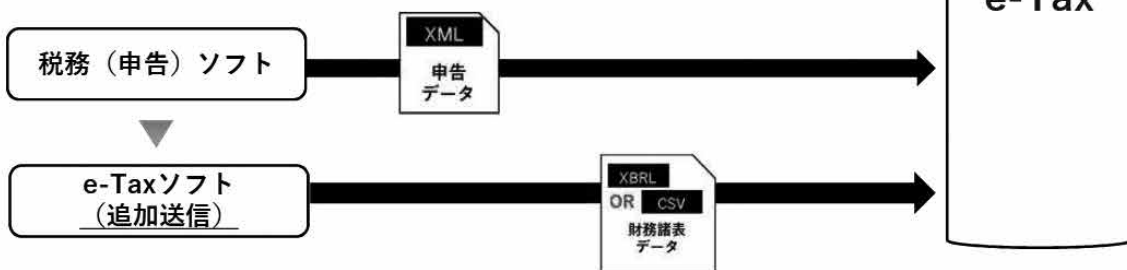 e-Tax
XML
税務（申告）ソフト
申告
データ
e-Taxソフト
（追加送信）
XBRL
OR CSV
財務諸表
データ